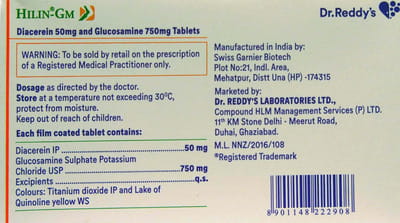 HILIN®-GM
Dr.Reddy's
Diacerein 50mg and Glucosamine 750mg Tablets
WARNING: To be sold by retail on the prescription
of a Registered Medical Practitioner only.
Dosage as directed by the doctor.
Store at a temperature not exceeding 30°C,
protect from moisture.
Keep out of reach of children.
Each film coated tablet contains:
Diacerein IP ............ 50 mg
Glucosamine Sulphate Potassium
Chloride USP ............ 750 mg
Excipients ............ q.s.
Colours: Titanium dioxide IP and Lake of
Quinoline yellow WS
Manufactured in India by:
Swiss Garnier Biotech
Plot No:21, Indl. Area,
Mehatpur, Distt Una (HP) -174315
Marketed by:
Dr. REDDY'S LABORATORIES LTD.,
Compound HLM Management Services (P) LTD.
11th KM Stone Delhi - Meerut Road,
Duhai, Ghaziabad.
M.L. NNZ/2016/108
®Registered Trademark
8 901148 222908